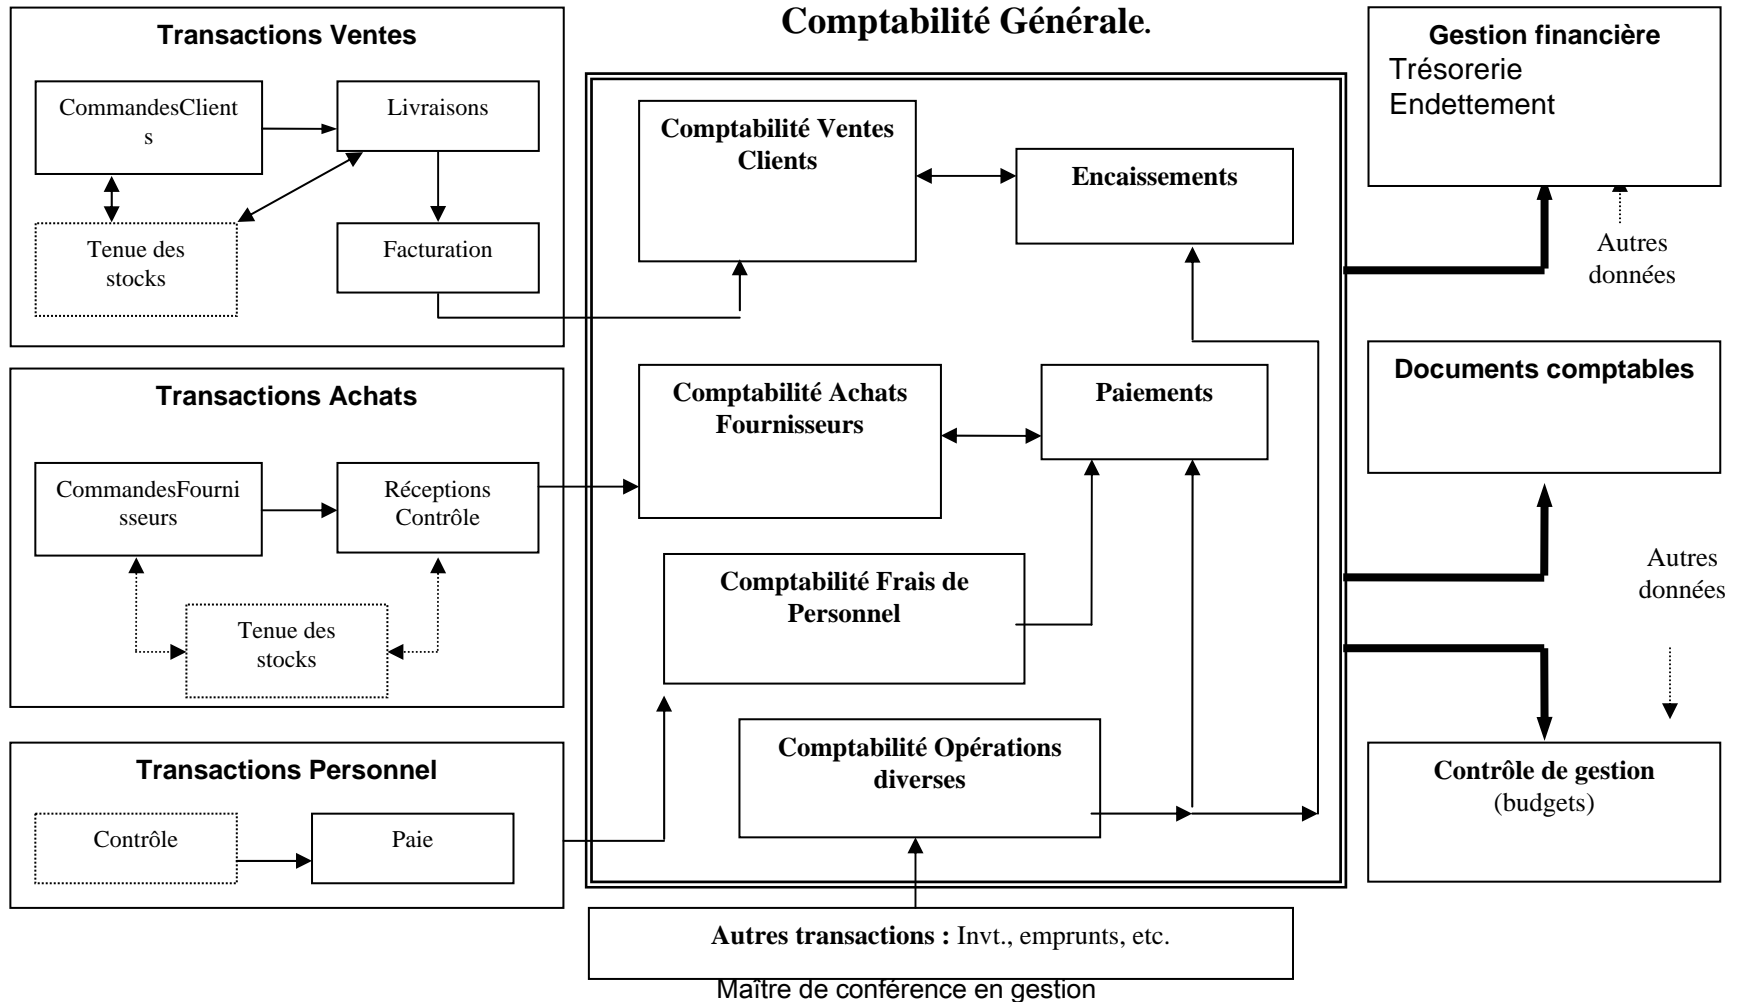 Comptabilité Générale.
Transactions Ventes
CommandesClient
s
Livraisons
Tenue des
stocks
Facturation
Transactions Achats
CommandesFourni
sseurs
Réceptions
Contrôle
Tenue des
stocks
Transactions Personnel
Contrôle
Paie
Comptabilité Ventes
Clients
Encaissements
Comptabilité Achats
Fournisseurs
Paiements
Comptabilité Frais de
Personnel
Comptabilité Opérations
diverses
Autres transactions : Invt., emprunts, etc.
Maître de conférence en gestion
Gestion financière
Trésorerie
Endettement
Autres
données
Documents comptables
Autres
données
Contrôle de gestion
(budgets)